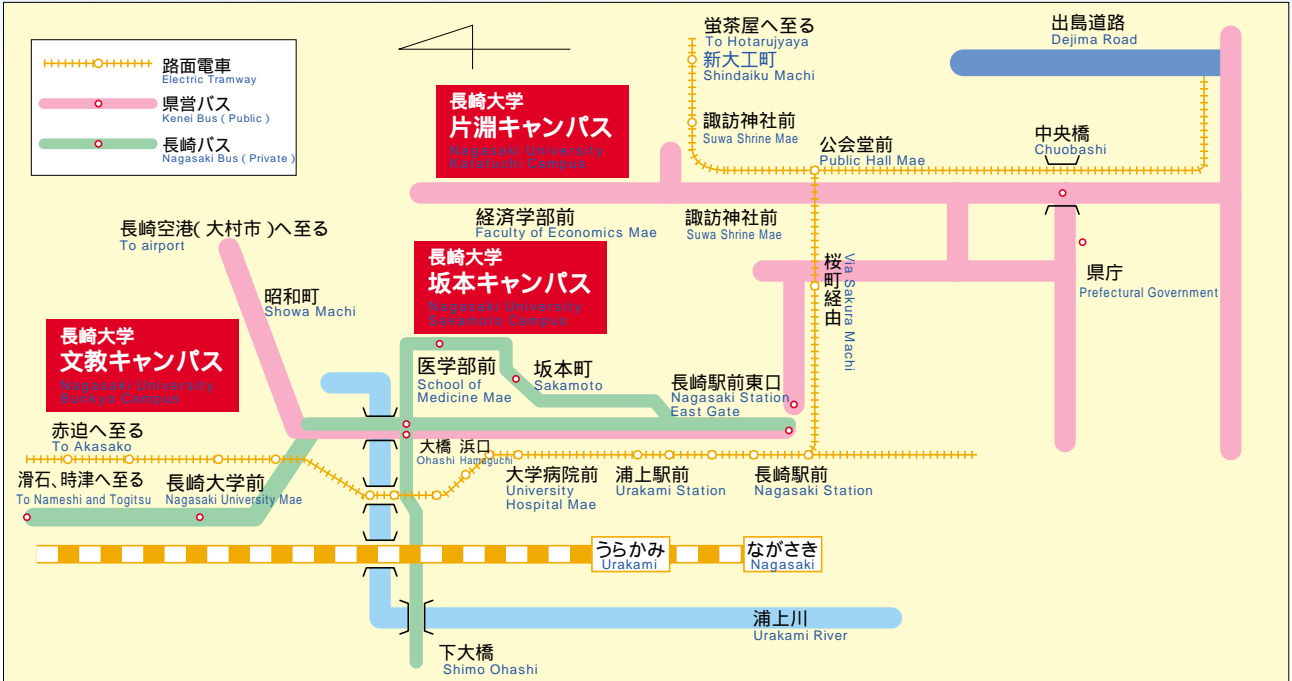 路面電車
Electric Tramway
県営バス
Kenei Bus ( Public )
長崎バス
Nagasaki Bus ( Private )
蛍茶屋へ至る
To Hotarujyaya
新大工町
Shindaiku Machi
諏訪神社前
Suwa Shrine Mae
公会堂前
Public Hall Mae
出島道路
Dejima Road
中央橋
Chuobashi
長崎大学
片淵キャンパス
Nagasaki University
Katafuchi Campus
経済学部前
Faculty of Economics Mae
諏訪神社前
Suwa Shrine Mae
長崎空港( 大村市 )へ至る
To airport
昭和町
Showa Machi
長崎大学
坂本キャンパス
Nagasaki University
Sakamoto Campus
桜町経由
Via Sakura Machi
県庁
Prefectural Government
長崎大学
文教キャンパス
Nagasaki University
Bunkyo Campus
医学部前
School of
Medicine Mae
坂本町
Sakamoto
長崎駅前東口
Nagasaki Station
East Gate
赤迫へ至る
To Akasako
大橋 浜口
Ohashi Hamaguchi
滑石、時津へ至る
To Nameshi and Togitsu
長崎大学前
Nagasaki University Mae
大学病院前
University
Hospital Mae
浦上駅前
Urakami Station
長崎駅前
Nagasaki Station
うらかみ
Urakami
ながさき
Nagasaki
浦上川
Urakami River
下大橋
Shimo Ohashi